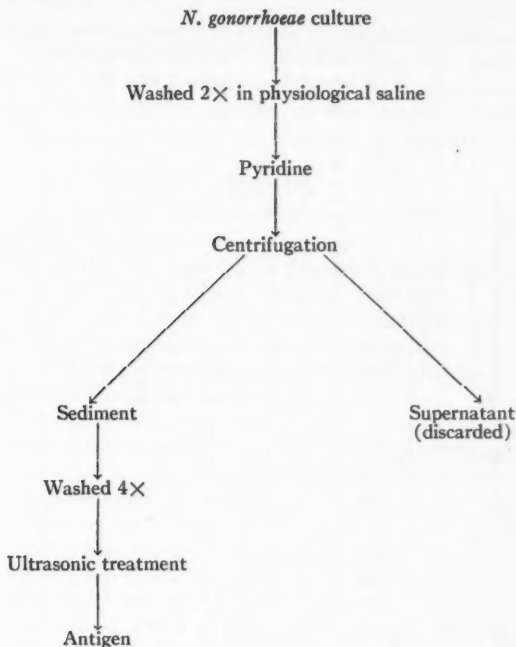 N. gonorrhoeae culture
Washed 2× in physiological saline
Pyridine
Centrifugation
Sediment
Supernatant
(discarded)
Washed 4×
Ultrasonic treatment
Antigen